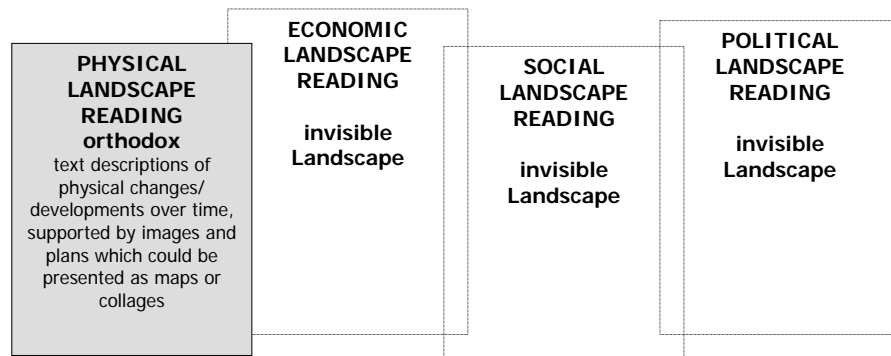 PHYSICAL
LANDSCAPE
READING
orthodox
text descriptions of
physical changes/
developments over time,
supported by images and
plans which could be
presented as maps or
collages
ECONOMIC
LANDSCAPE
READING
invisible
Landscape
SOCIAL
LANDSCAPE
READING
invisible
Landscape
POLITICAL
LANDSCAPE
READING
invisible
Landscape